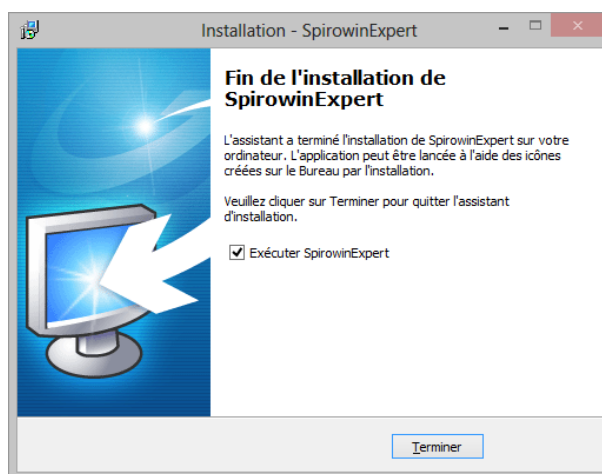 Installation - SpirowinExpert
Fin de l'installation de
SpirowinExpert
L'assistant a terminé l'installation de SpirowinExpert sur votre
ordinateur. L'application peut être lancée à l'aide des icônes
créées sur le Bureau par l'installation.
Veuillez cliquer sur Terminer pour quitter l'assistant
d'installation.
Exécuter SpirowinExpert
Terminer